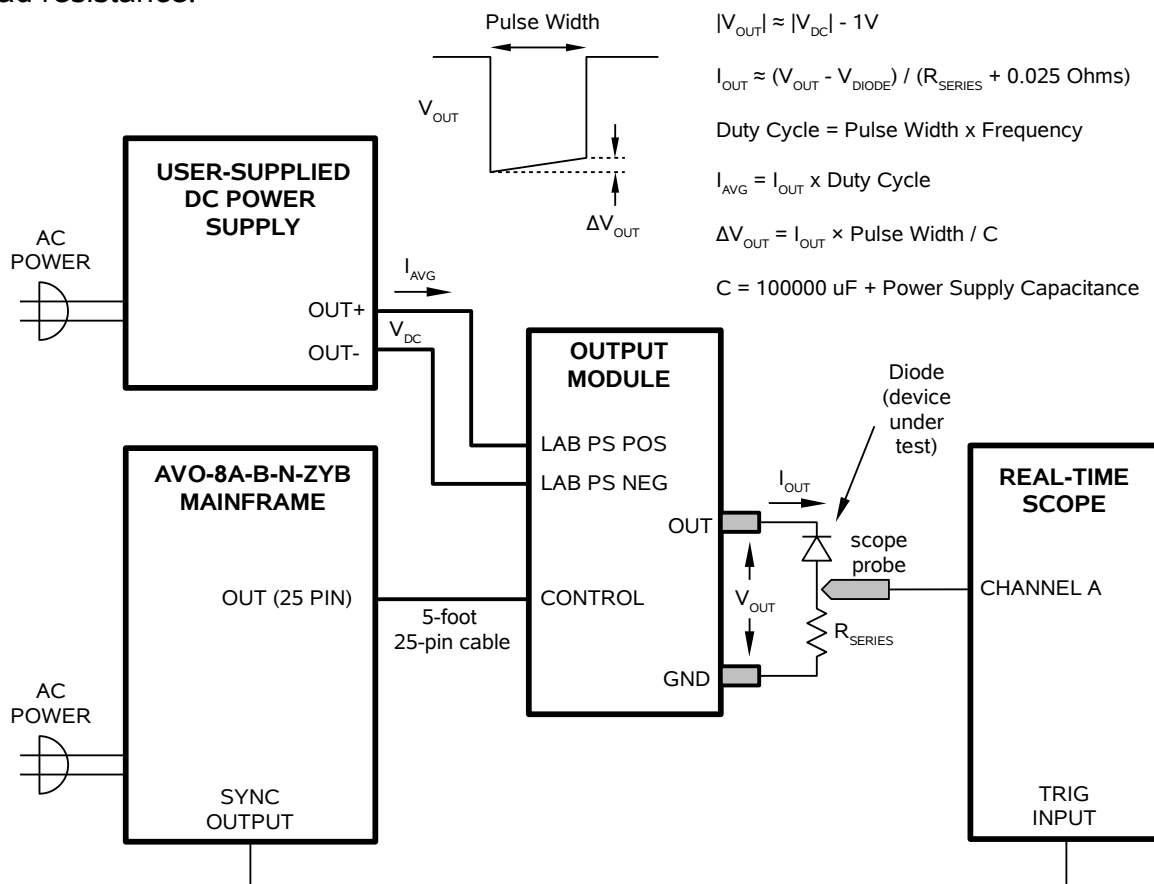 ad resistance.
Pulse Width
V_OUT
ΔV_OUT
|V_OUT| ≈ |V_DC| - 1V
I_OUT ≈ (V_OUT - V_DIODE) / (R_SERIES + 0.025 Ohms)
Duty Cycle = Pulse Width x Frequency
I_AVG = I_OUT x Duty Cycle
ΔV_OUT = I_OUT × Pulse Width / C
C = 100000 uF + Power Supply Capacitance
USER-SUPPLIED
DC POWER
SUPPLY
AC
POWER
OUT+
OUT-
I_AVG
V_DC
OUTPUT
MODULE
LAB PS POS
LAB PS NEG
OUT
CONTROL
GND
Diode
(device
under
test)
I_OUT
V_OUT
scope
probe
R_SERIES
REAL-TIME
SCOPE
CHANNEL A
TRIG
INPUT
AVO-8A-B-N-ZYB
MAINFRAME
OUT (25 PIN)
5-foot
25-pin cable
AC
POWER
SYNC
OUTPUT